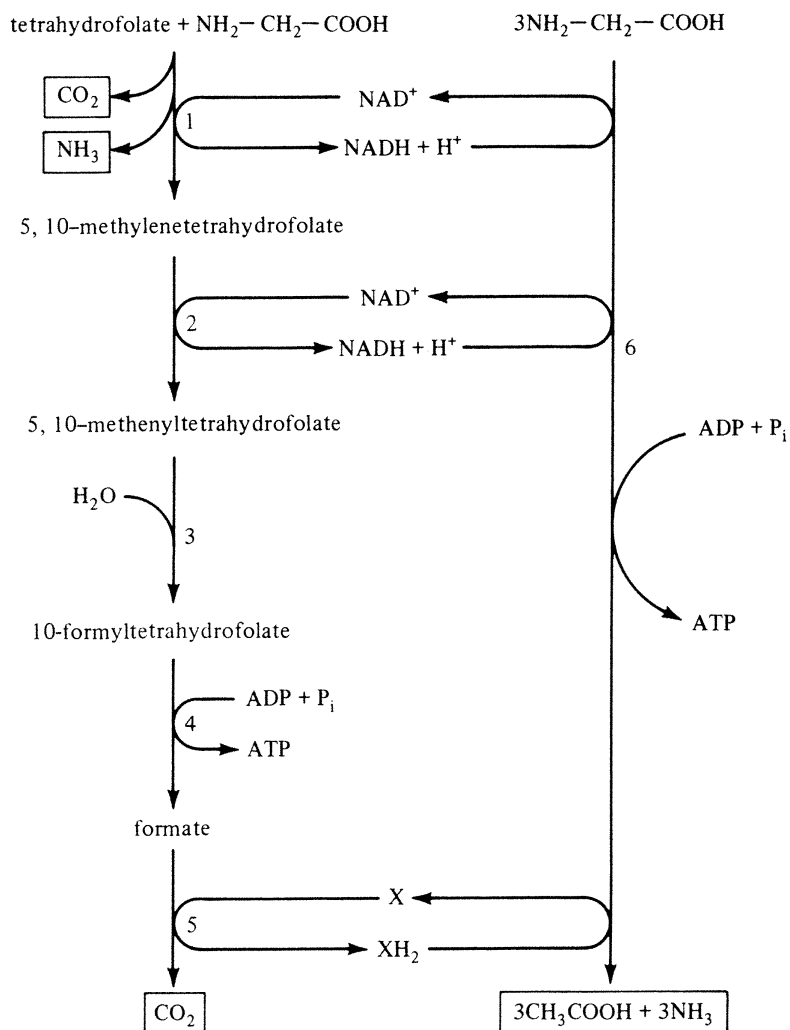 tetrahydrofolate + NH₂—CH₂—COOH 3NH₂—CH₂—COOH
CO₂
NAD⁺
1
NH₃
NADH + H⁺
5, 10–methylenetetrahydrofolate
NAD⁺
2
NADH + H⁺
6
5, 10–methenyltetrahydrofolate
ADP + Pᵢ
H₂O
3
10-formyltetrahydrofolate
ATP
ADP + Pᵢ
4
ATP
formate
X
5
XH₂
CO₂
3CH₃COOH + 3NH₃